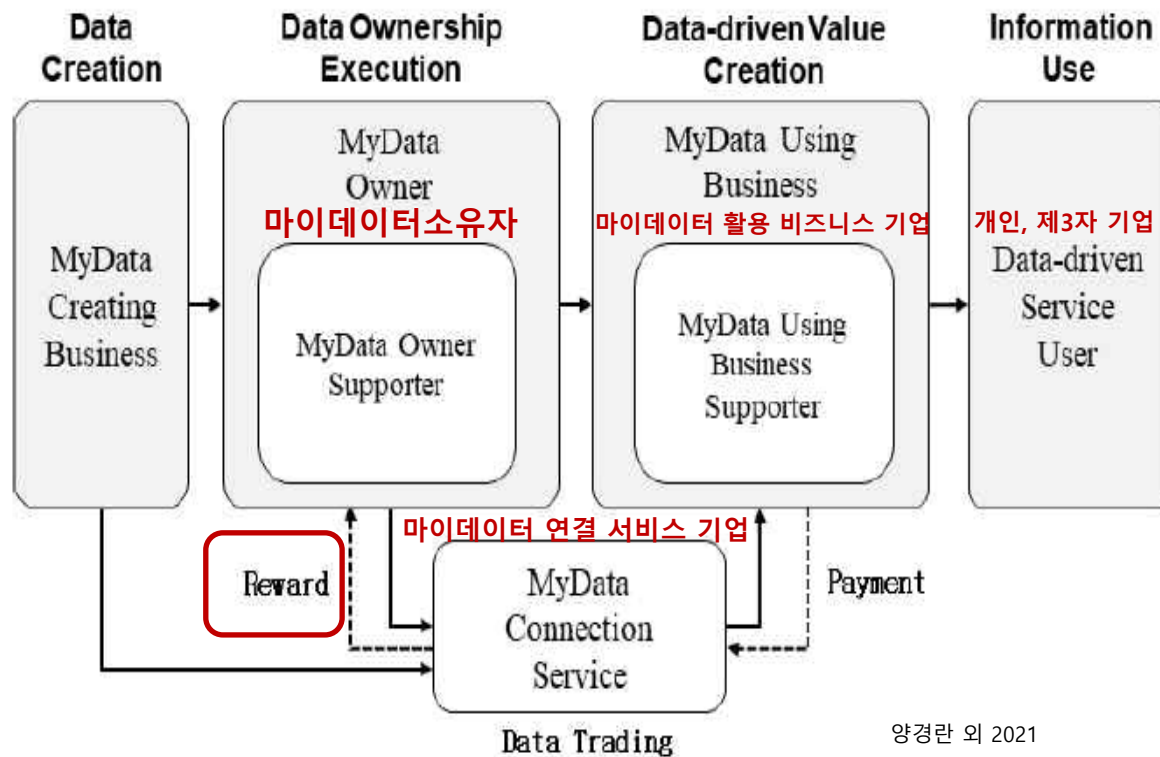 Data
Creation
Data Ownership
Execution
Data-driven Value
Creation
Information
Use
MyData
Creating
Business
MyData
Owner
마이데이터소유자
MyData Owner
Supporter
MyData Using
Business
마이데이터 활용 비즈니스 기업
MyData Using
Business
Supporter
개인, 제3자 기업
Data-driven
Service
User
마이데이터 연결 서비스 기업
Reward
MyData
Connection
Service
Payment
Data Trading
양경란 외 2021